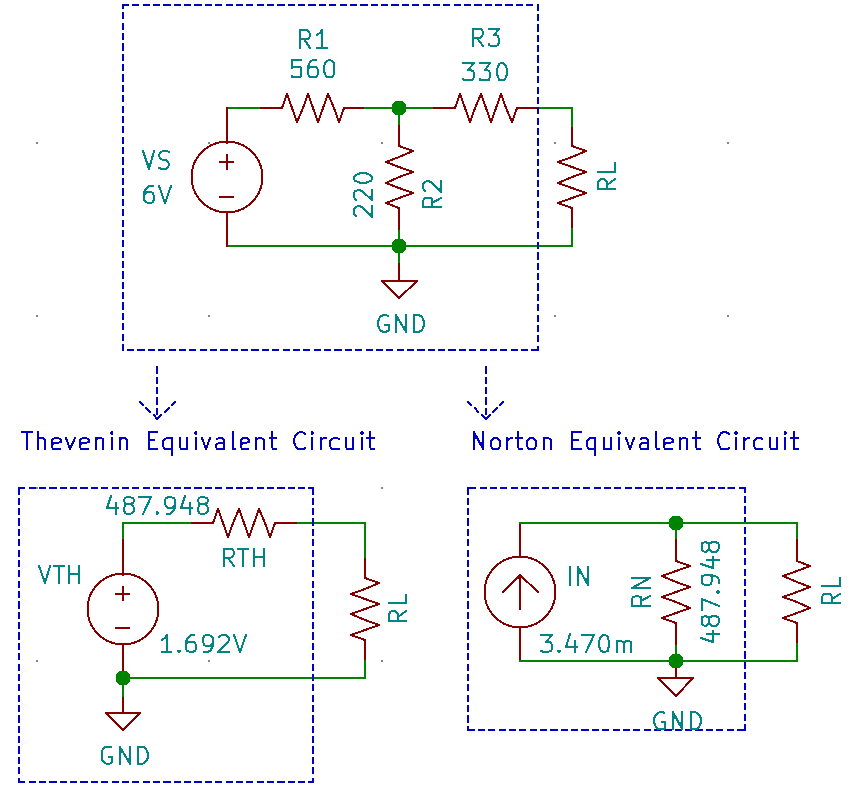 R1
560
R3
330
VS
6V
+
−
220
R2
RL
GND
Thevenin Equivalent Circuit
Norton Equivalent Circuit
487.948
RTH
VTH
+
−
1.692V
RL
GND
IN
3.470m
RN
487.948
RL
GND